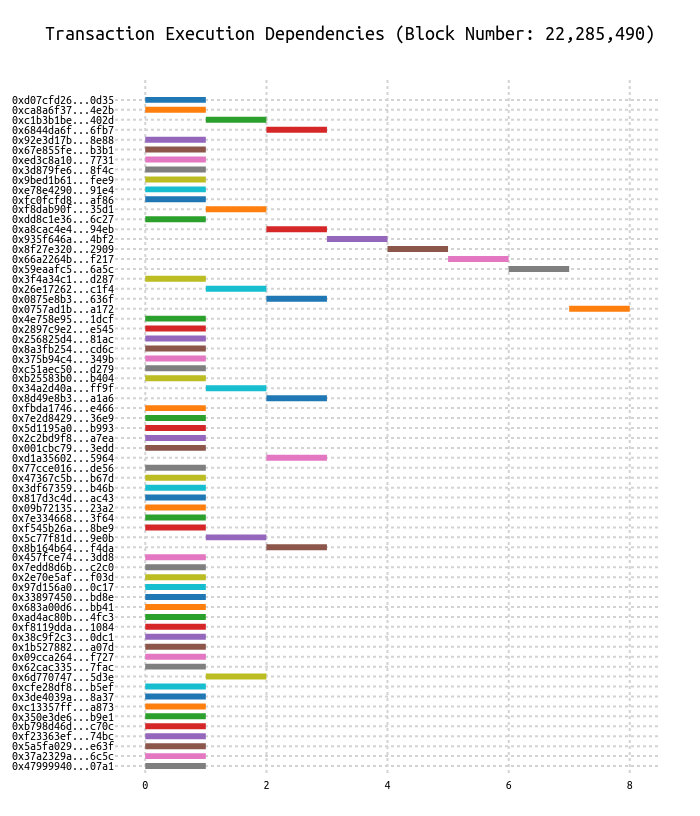 Transaction Execution Dependencies (Block Number: 22,285,490)
0xd07cfd26...0d35
0xca8a6f37...4e2b
0xc1b3b1be...402d
0x6844da6f...6fb7
0x92e3d17b...8e88
0x67e855fe...b3b1
0xed3c8a10...7731
0x3d879fe6...8f4c
0x9bed1b61...fee9
0xe78e4290...91e4
0xfc0fcfd8...af86
0xf8dab90f...35d1
0xdd8c1e36...6c27
0xa8cac4e4...94eb
0x935f646a...4bf2
0x8f27e320...2909
0x66a2264b...f217
0x59eaafc5...6a5c
0x3f4a34c1...d287
0x26e17262...c1f4
0x0875e8b3...636f
0x0757ad1b...a172
0x4e758e95...1dcf
0x2897c9e2...e545
0x256825d4...81ac
0x8a3fb254...cd6c
0x375b94c4...349b
0xc51aec50...d279
0xb25583b0...b404
0x34a2d40a...ff9f
0x8d49e8b3...a1a6
0xfbda1746...e466
0x7e2d8429...36e9
0x5d1195a0...b993
0x2c2bd9f8...a7ea
0x001cbc79...3edd
0xd1a35602...5964
0x77cce016...de56
0x47367c5b...b67d
0x3df67359...b46b
0x817d3c4d...ac43
0x09b72135...23a2
0x7e334668...3f64
0xf545b26a...8be9
0x5c77f81d...9e0b
0x8b164b64...f4da
0x457fce74...3dd8
0x7edd8d6b...c2c0
0x2e70e5af...f03d
0x97d156a0...0c17
0x33897450...bd8e
0x683a00d6...bb41
0xad4ac80b...4fc3
0xf8119dda...1084
0x38c9f2c3...0dc1
0x1b527882...a07d
0x09cca264...f727
0x62cac335...7fac
0x6d770747...5d3e
0xcfe28df8...b5ef
0x3de4039a...8a37
0xc13357ff...a873
0x350e3de6...b9e1
0xb798d46d...c70c
0xf23363ef...74bc
0x5a5fa029...e63f
0x37a2329a...6c5c
0x47999940...07a1
0 2 4 6 8